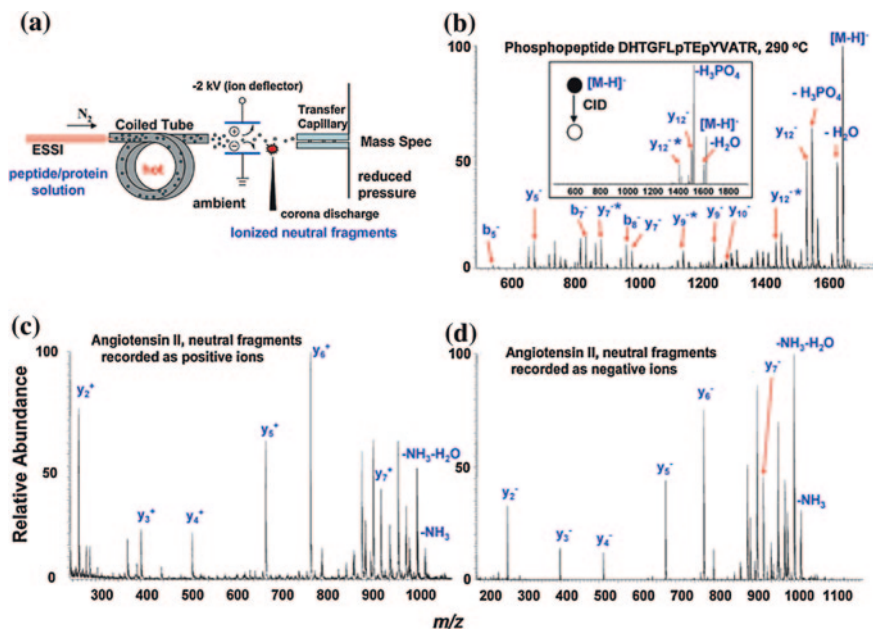 (a)
-2 kV (ion deflector)
N2
Coiled Tube
Transfer
Capillary
ESSI
Mass Spec
peptide/protein
solution
hot
reduced
pressure
ambient
corona discharge
Ionized neutral fragments
(b)
[M-H]-
100
Phosphopeptide DHTGFLpTEpYVATR, 290 °C
[M-H]-
CID
-H3PO4
y12-
[M-H]-
y12-*
-H2O
600 800 1000 1200 1400 1600 1800
- H3PO4
y12-
- H2O
50
y12-*
b5-
y5-
b7-
y7-*
b8-
y7-
y9-*
y9-
y10-
0
600 800 1000 1200 1400 1600
(c)
Angiotensin II, neutral fragments
recorded as positive ions
100
y6+
y2+
y5+
50
y7+
-NH3-H2O
y3+
y4+
-NH3
0
300 400 500 600 700 800 900 1000
Relative Abundance
(d)
Angiotensin II, neutral fragments
recorded as negative ions
-NH3-H2O
100
y7-
y6-
y5-
50
y2-
-NH3
y3-
y4-
0
200 300 400 500 600 700 800 900 1000 1100
m/z